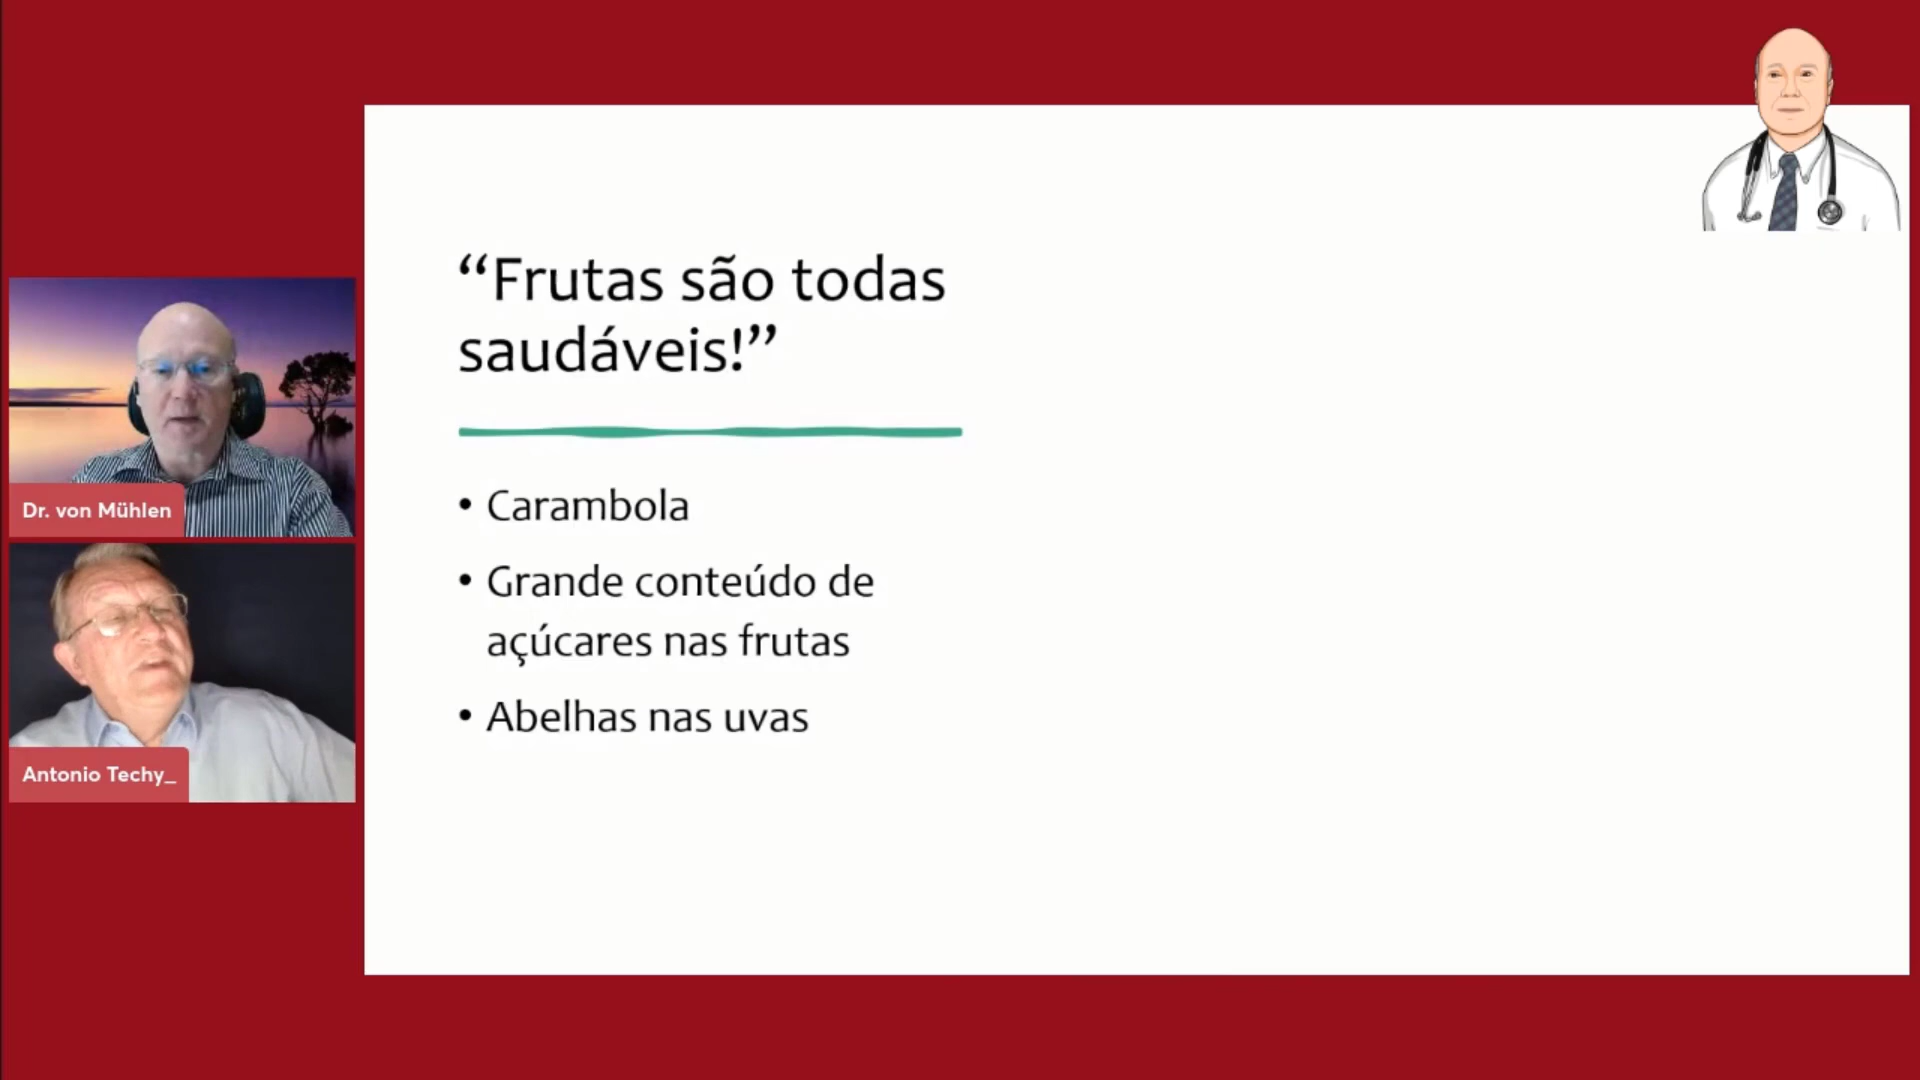 “Frutas são todas
saudáveis!”
• Carambola
• Grande conteúdo de
açúcares nas frutas
• Abelhas nas uvas
Dr. von Mühlen
Antonio Techy_